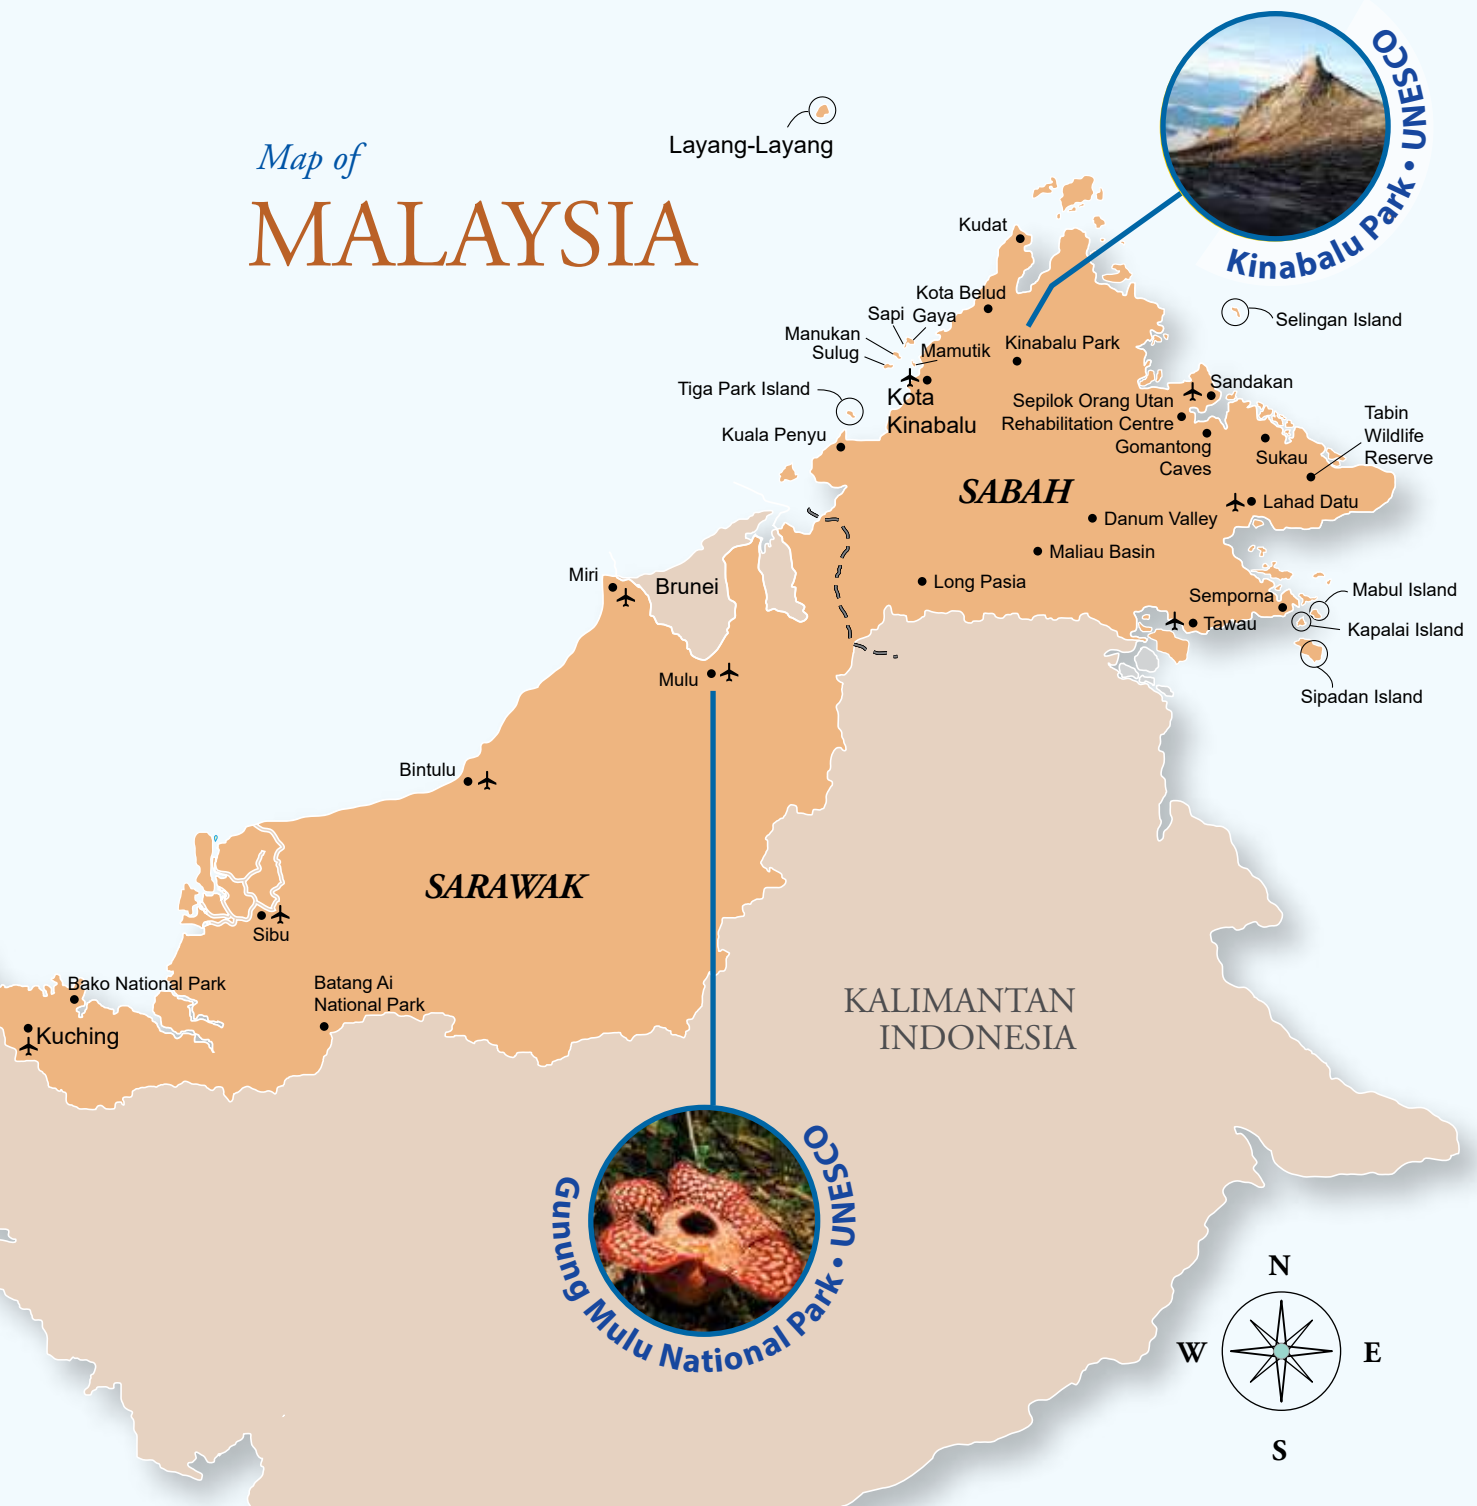 Map of
MALAYSIA
Layang-Layang
Kinabalu Park • UNESCO
Kudat
Kota Belud
Sapi
Gaya
Manukan
Sulug
Mamutik
Kinabalu Park
Selingan Island
Tiga Park Island
Kota
Kinabalu
Sandakan
Sepilok Orang Utan
Rehabilitation Centre
Gomantong
Caves
Sukau
Tabin
Wildlife
Reserve
Kuala Penyu
SABAH
Lahad Datu
Danum Valley
Maliau Basin
Long Pasia
Miri
Brunei
Semporna
Tawau
Mabul Island
Kapalai Island
Sipadan Island
Mulu
Bintulu
SARAWAK
Sibu
Bako National Park
Batang Ai
National Park
Kuching
KALIMANTAN
INDONESIA
Gunung Mulu National Park • UNESCO
N
W
E
S